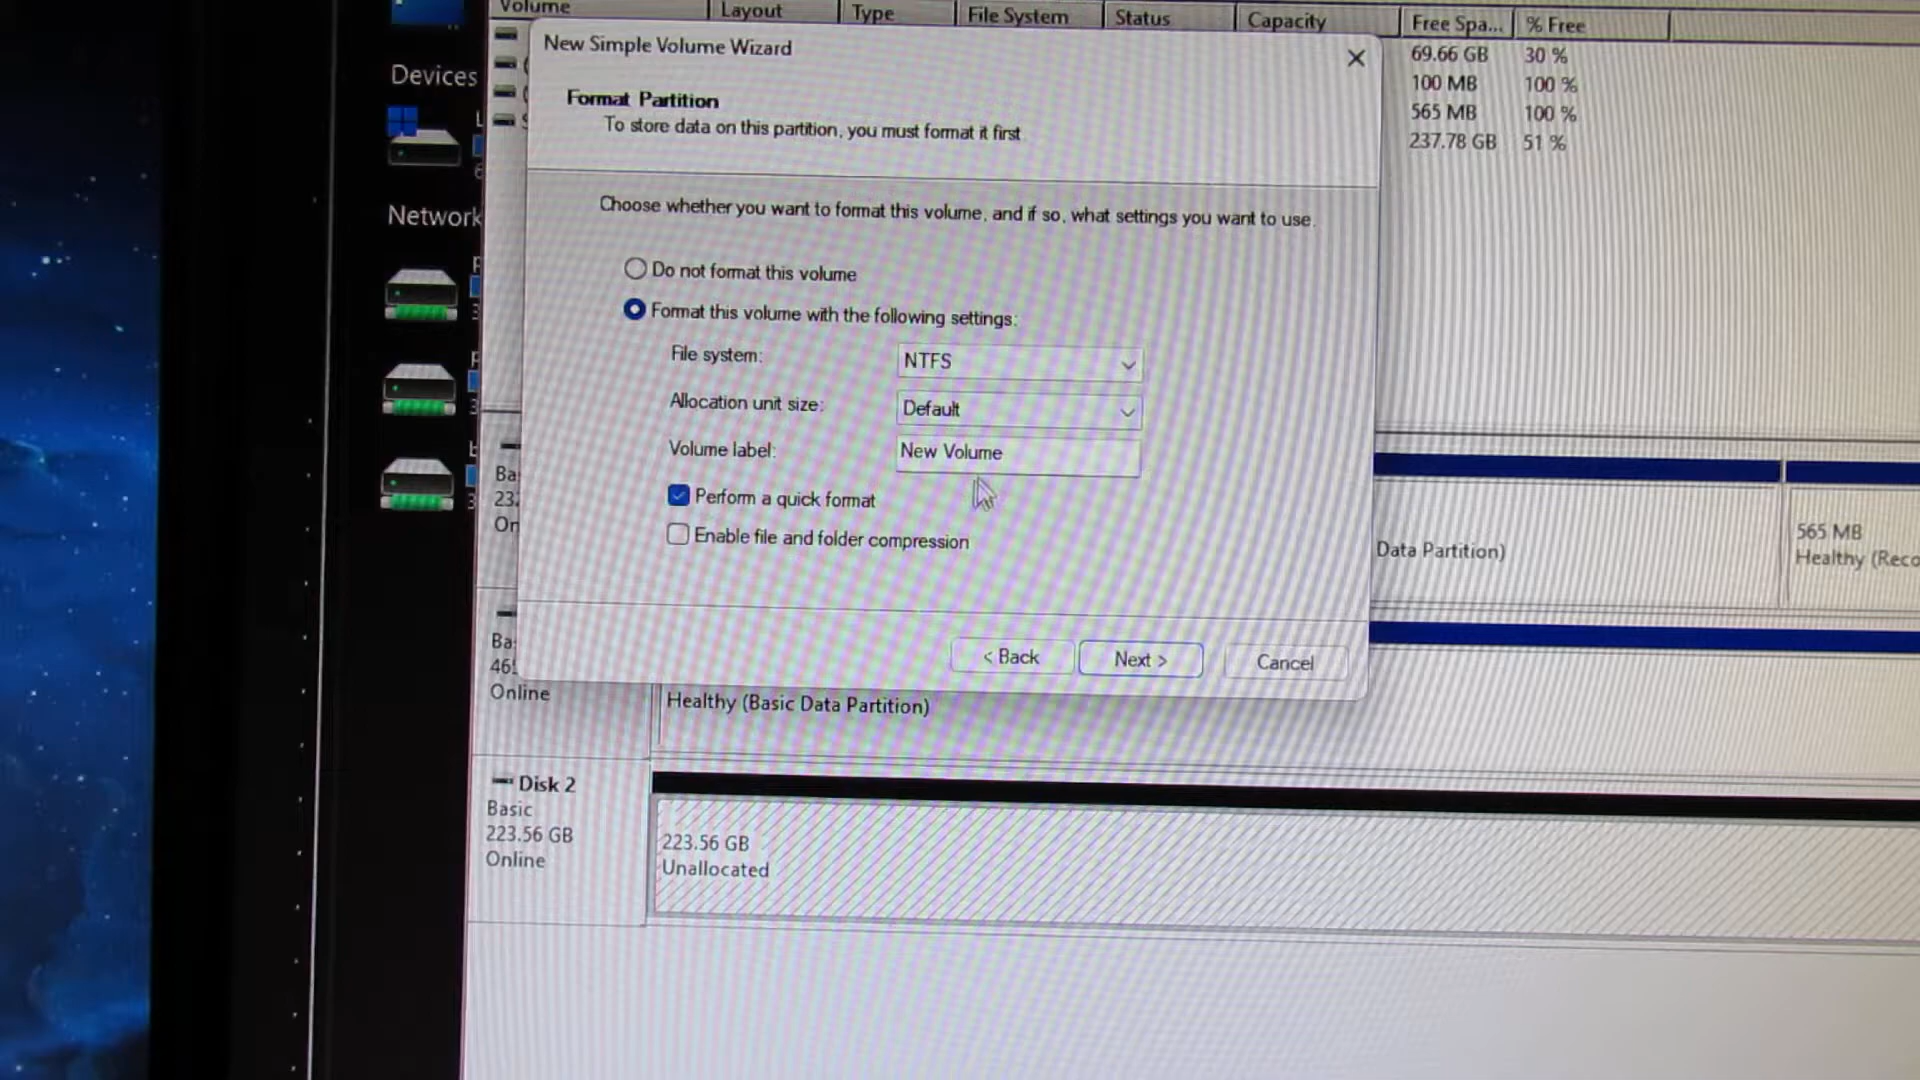 Volume Layout Type File System Status Capacity Free Spa... % Free
New Simple Volume Wizard
69.66 GB 30 %
100 MB 100 %
565 MB 100 %
237.78 GB 51 %
Devices
Network
Format Partition
To store data on this partition, you must format it first
Choose whether you want to format this volume, and if so, what settings you want to use.
Do not format this volume
Format this volume with the following settings:
File system: NTFS
Allocation unit size: Default
Volume label: New Volume
Perform a quick format
Enable file and folder compression
< Back Next > Cancel
Ba
Data Partition)
565 MB
Healthy (Reco
Ba
Online
Healthy (Basic Data Partition)
Disk 2
Basic
223.56 GB
Online
223.56 GB
Unallocated